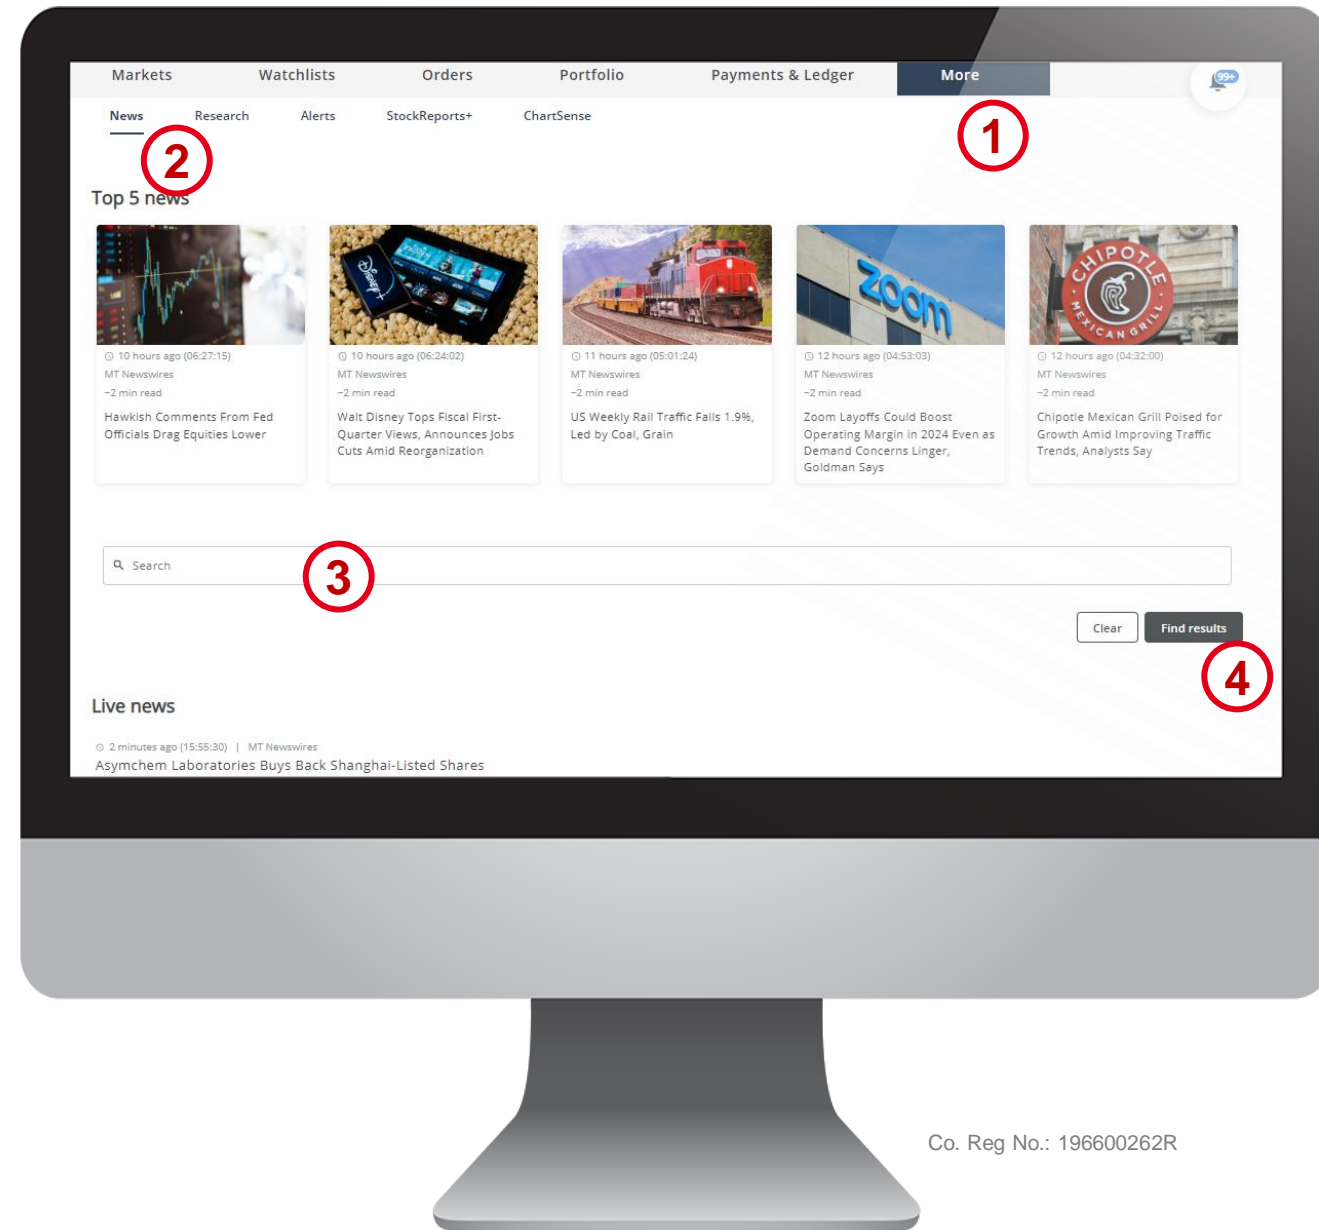 Markets Watchlists Orders Portfolio Payments & Ledger More 99+
News Research Alerts StockReports+ ChartSense
1
2
Top 5 news
DISNEY+
zoom
CHIPOTLE
MEXICAN GRILL
10 hours ago (06:27:15)
MT Newswires
~2 min read
Hawkish Comments From Fed
Officials Drag Equities Lower
10 hours ago (06:24:02)
MT Newswires
~2 min read
Walt Disney Tops Fiscal First-
Quarter Views, Announces Jobs
Cuts Amid Reorganization
11 hours ago (05:01:24)
MT Newswires
~2 min read
US Weekly Rail Traffic Falls 1.9%,
Led by Coal, Grain
12 hours ago (04:53:03)
MT Newswires
~2 min read
Zoom Layoffs Could Boost
Operating Margin in 2024 Even as
Demand Concerns Linger,
Goldman Says
12 hours ago (04:32:00)
MT Newswires
~2 min read
Chipotle Mexican Grill Poised for
Growth Amid Improving Traffic
Trends, Analysts Say
Search
3
Clear Find results
4
Live news
2 minutes ago (15:55:30) | MT Newswires
Asymchem Laboratories Buys Back Shanghai-Listed Shares
Co. Reg No.: 196600262R